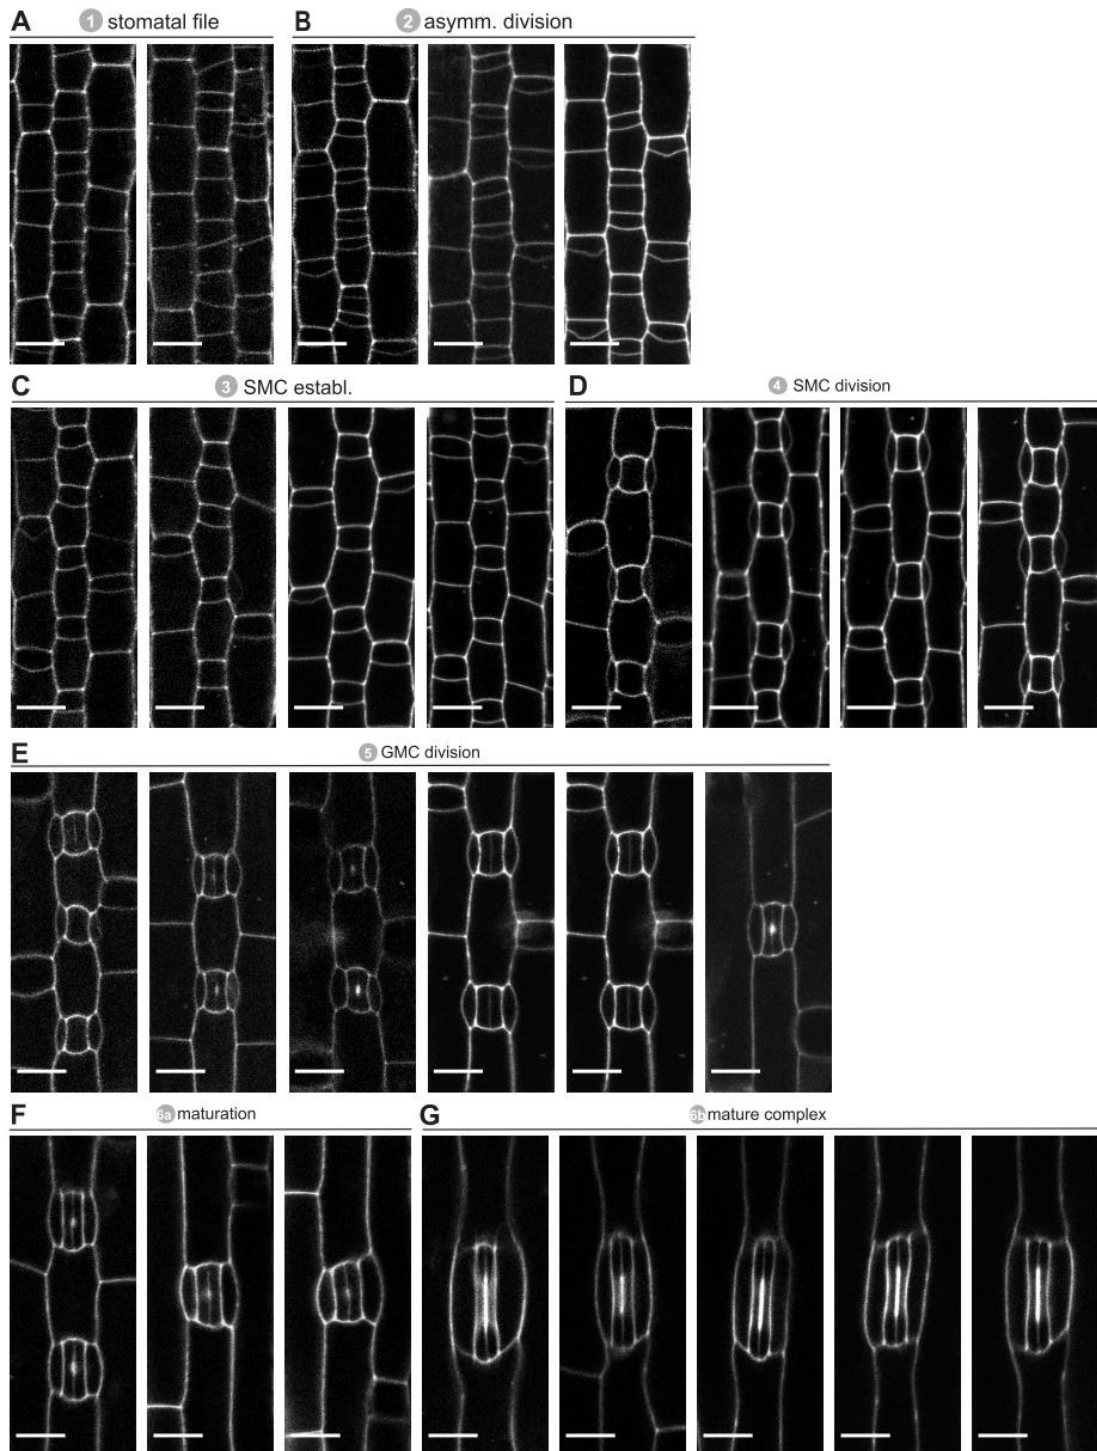 A 1 stomatal file B 2 asymm. division
C 3 SMC establ. D 4 SMC division
E 5 GMC division
F 6a maturation G 6b mature complex